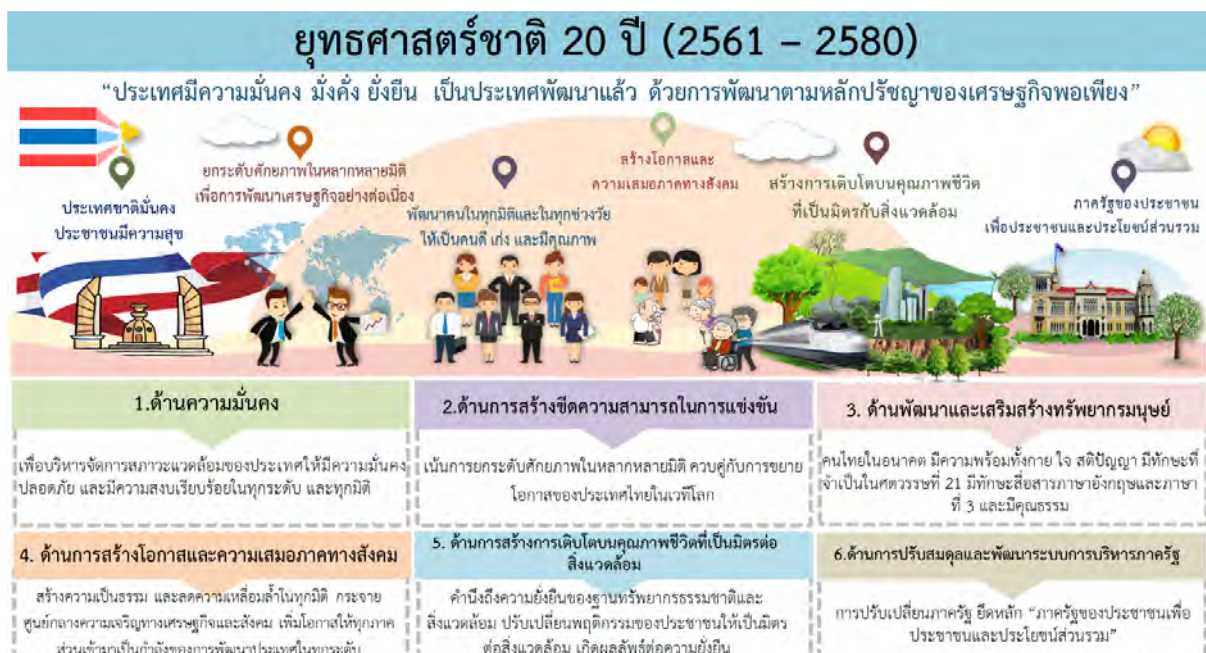 ยุทธศาสตร์ชาติ 20 ปี (2561 – 2580)
“ประเทศมีความมั่นคง มั่งคั่ง ยั่งยืน เป็นประเทศพัฒนาแล้ว ด้วยการพัฒนาตามหลักปรัชญาของเศรษฐกิจพอเพียง”
ประเทศชาติมั่นคง
ประชาชนมีความสุข
ยกระดับศักยภาพในหลากหลายมิติ
เพื่อการพัฒนาเศรษฐกิจอย่างต่อเนื่อง
พัฒนาคนในทุกมิติและในทุกช่วงวัย
ให้เป็นคนดี เก่ง และมีคุณภาพ
สร้างโอกาสและ
ความเสมอภาคทางสังคม
สร้างการเติบโตบนคุณภาพชีวิต
ที่เป็นมิตรกับสิ่งแวดล้อม
ภาครัฐของประชาชน
เพื่อประชาชนและประโยชน์ส่วนรวม
1.ด้านความมั่นคง
เพื่อบริหารจัดการสภาวะแวดล้อมของประเทศให้มีความมั่นคง
ปลอดภัย และมีความสงบเรียบร้อยในทุกระดับ และทุกมิติ
2.ด้านการสร้างขีดความสามารถในการแข่งขัน
เน้นการยกระดับศักยภาพในหลากหลายมิติ ควบคู่กับการขยาย
โอกาสของประเทศไทยในเวทีโลก
3. ด้านพัฒนาและเสริมสร้างทรัพยากรมนุษย์
คนไทยในอนาคต มีความพร้อมทั้งกาย ใจ สติปัญญา มีทักษะที่
จำเป็นในศตวรรษที่ 21 มีทักษะสื่อสารภาษาอังกฤษและภาษา
ที่ 3 และมีคุณธรรม
4. ด้านการสร้างโอกาสและความเสมอภาคทางสังคม
สร้างความเป็นธรรม และลดความเหลื่อมล้ำในทุกมิติ กระจาย
ศูนย์กลางความเจริญทางเศรษฐกิจและสังคม เพิ่มโอกาสให้ทุกภาค
ส่วนเข้ามาเป็นกำลังของการพัฒนาประเทศในทุกระดับ
5. ด้านการสร้างการเติบโตบนคุณภาพชีวิตที่เป็นมิตรต่อ
สิ่งแวดล้อม
คำนึงถึงความยั่งยืนของฐานทรัพยากรธรรมชาติและ
สิ่งแวดล้อม ปรับเปลี่ยนพฤติกรรมของประชาชนให้เป็นมิตร
ต่อสิ่งแวดล้อม เกิดผลลัพธ์ต่อความยั่งยืน
6.ด้านการปรับสมดุลและพัฒนาระบบการบริหารภาครัฐ
การปรับเปลี่ยนภาครัฐ ยึดหลัก “ภาครัฐของประชาชนเพื่อ
ประชาชนและประโยชน์ส่วนรวม”